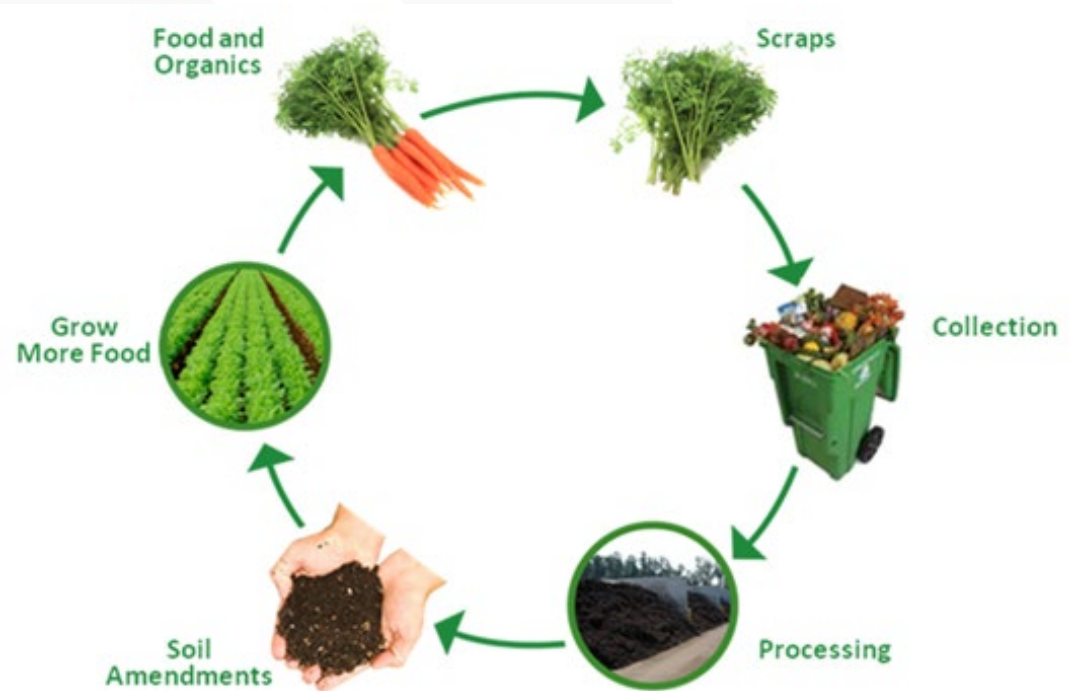 Food and
Organics
Scraps
Collection
Processing
Soil
Amendments
Grow
More Food